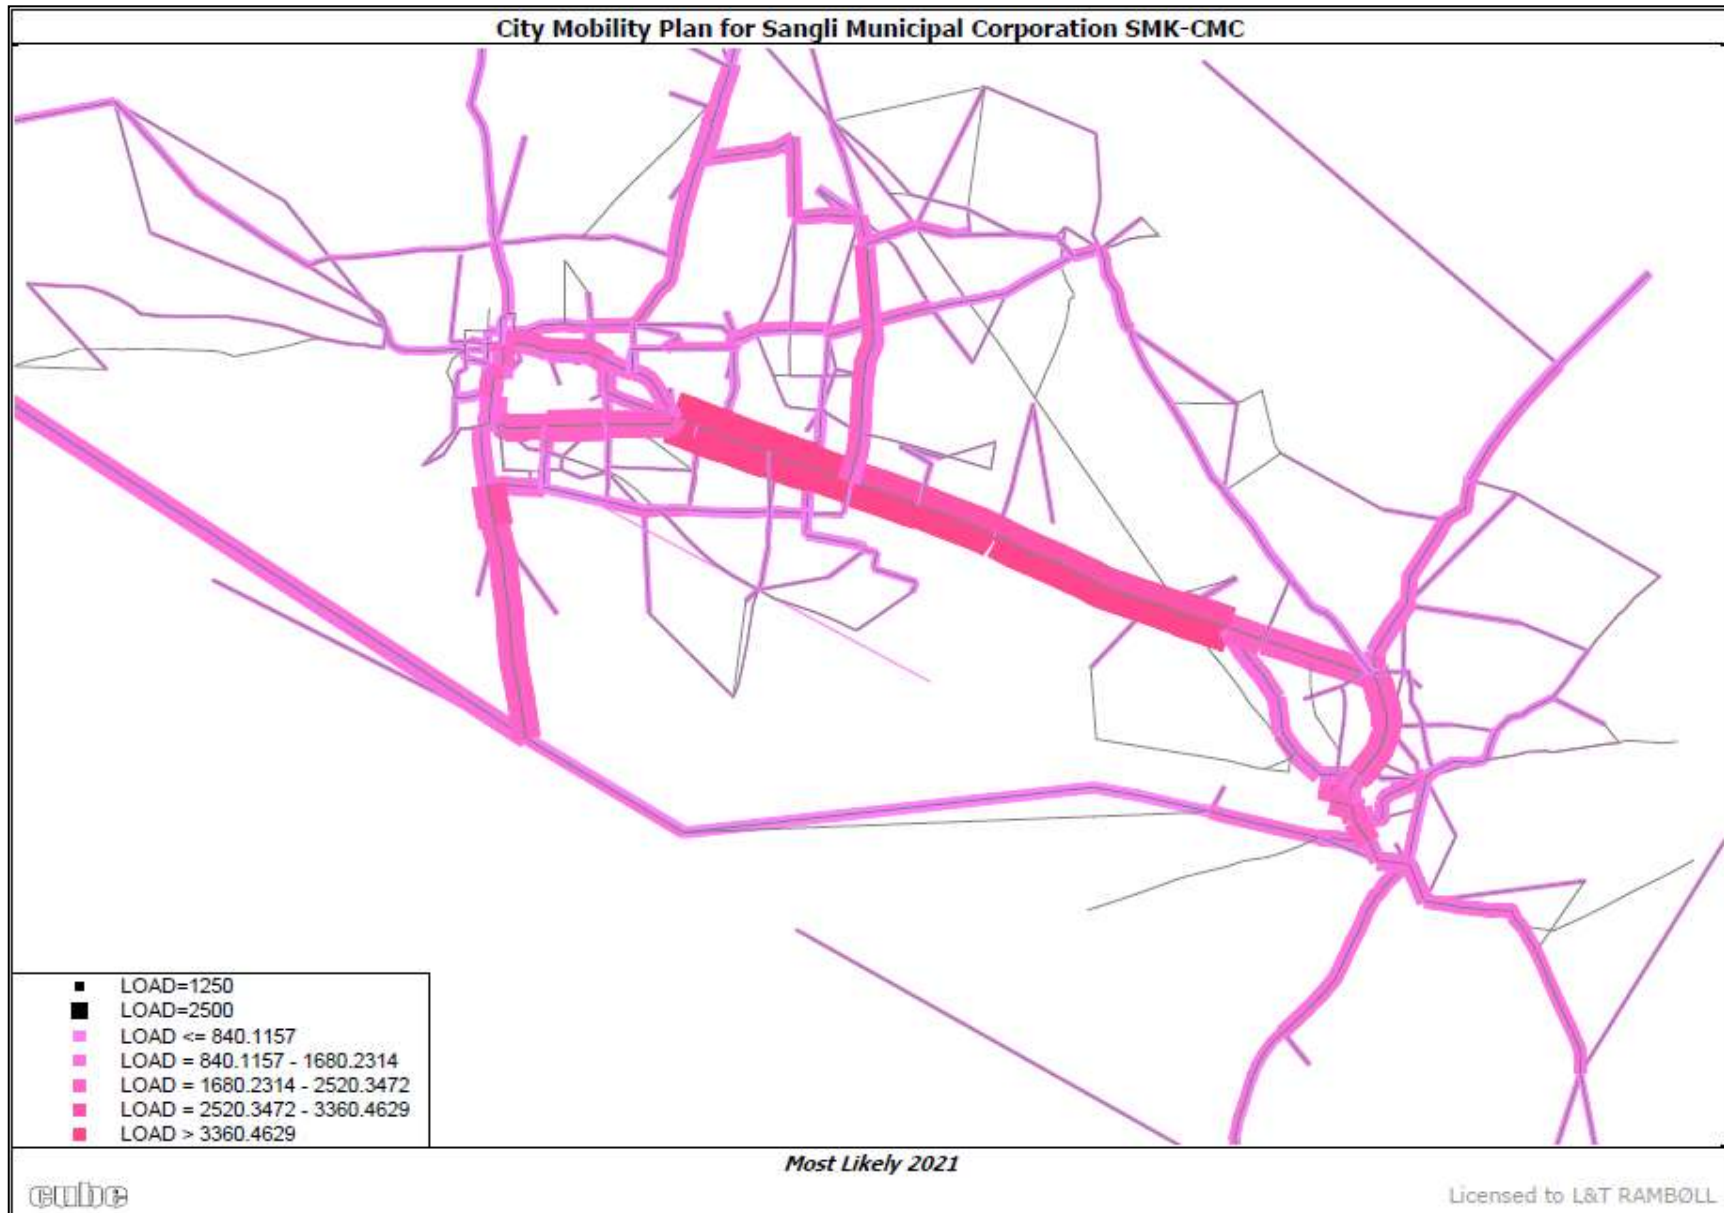 City Mobility Plan for Sangli Municipal Corporation SMK-CMC
LOAD=1250
LOAD=2500
LOAD <= 840.1157
LOAD = 840.1157 - 1680.2314
LOAD = 1680.2314 - 2520.3472
LOAD = 2520.3472 - 3360.4629
LOAD > 3360.4629
Most Likely 2021
cube
Licensed to L&T RAMBØLL